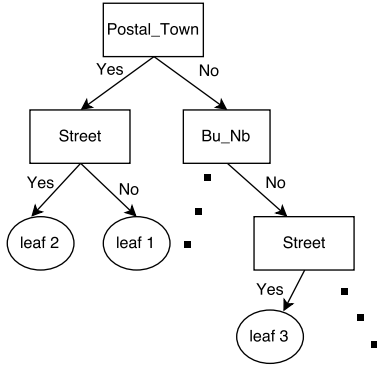 Postal_Town
Yes
No
Street
Bu_Nb
Yes
No
No
leaf 2
leaf 1
Street
Yes
leaf 3